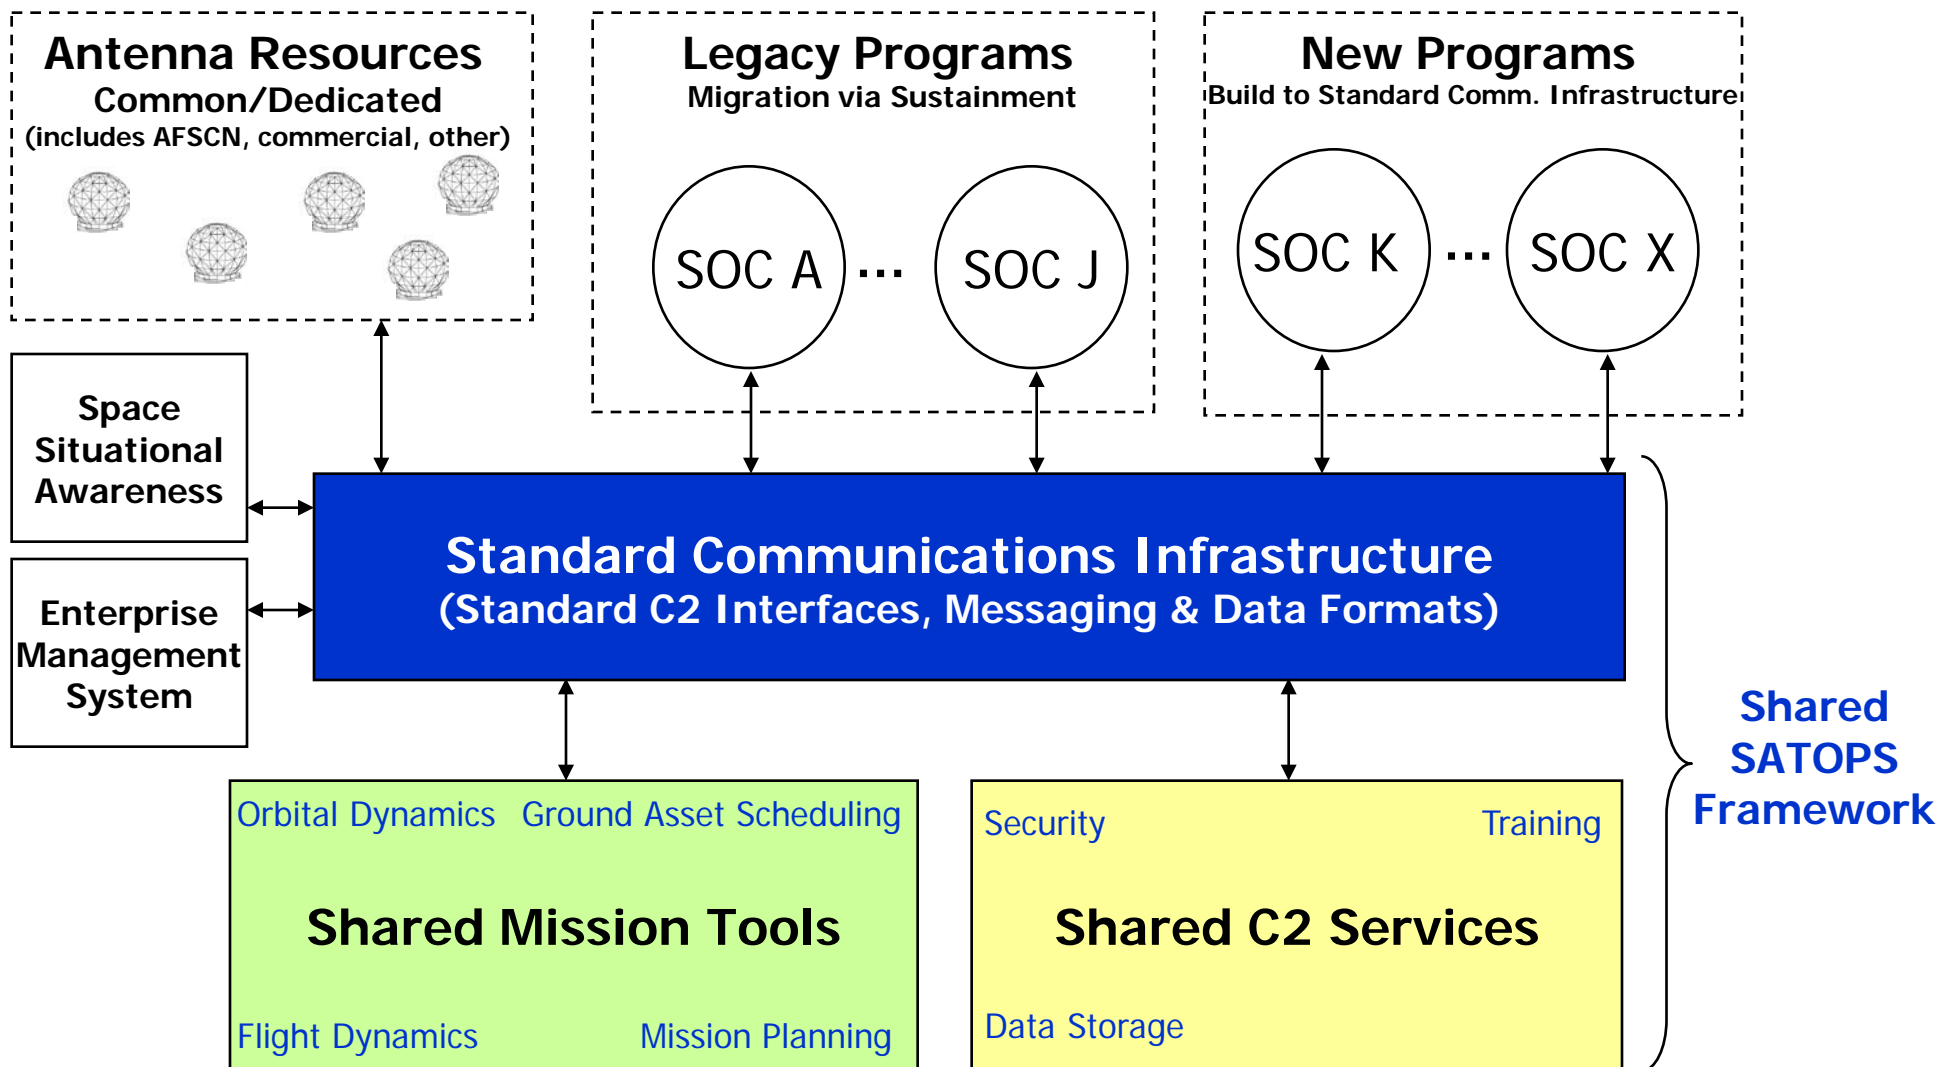 Antenna Resources
Common/Dedicated
(includes AFSCN, commercial, other)
Legacy Programs
Migration via Sustainment
SOC A
...
SOC J
New Programs
Build to Standard Comm. Infrastructure
SOC K
...
SOC X
Space
Situational
Awareness
Enterprise
Management
System
Standard Communications Infrastructure
(Standard C2 Interfaces, Messaging & Data Formats)
Orbital Dynamics
Ground Asset Scheduling
Shared Mission Tools
Flight Dynamics
Mission Planning
Security
Training
Shared C2 Services
Data Storage
Shared
SATOPS
Framework